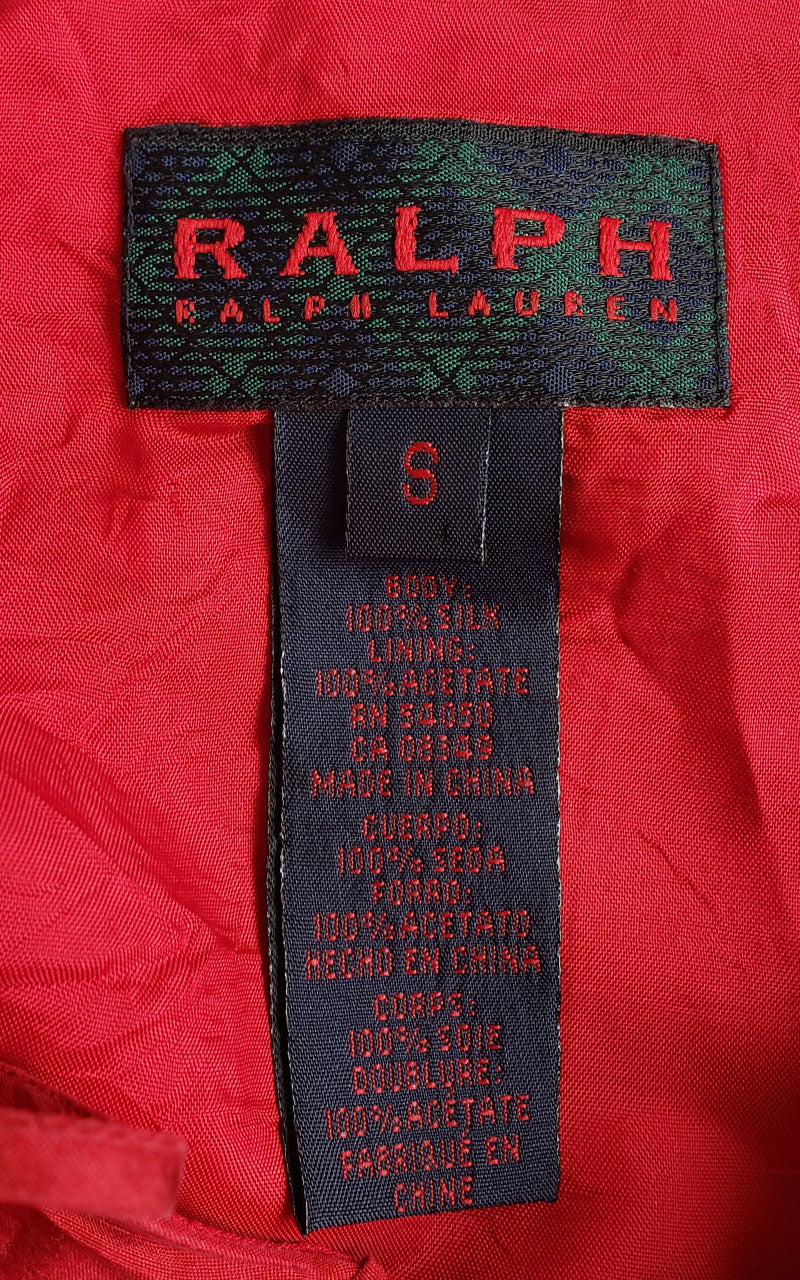 RALPH
RALPH LAUREN
S
BODY:
100% SILK
LINING:
100% ACETATE
RN 54050
CA 08349
MADE IN CHINA
CUERPO:
100% SEDA
FORRO:
100% ACETATO
HECHO EN CHINA
CORPS:
100% SOIE
DOUBLURE:
100% ACETATE
FABRIQUÉ EN
CHINE